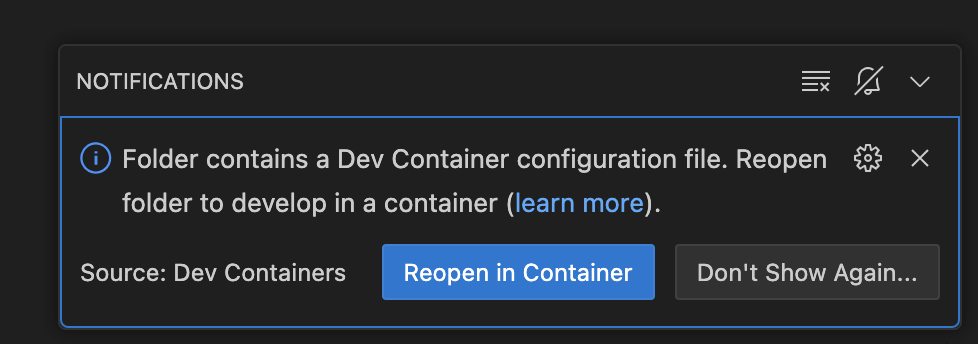 NOTIFICATIONS
Folder contains a Dev Container configuration file. Reopen
folder to develop in a container (learn more).
Source: Dev Containers Reopen in Container Don't Show Again...